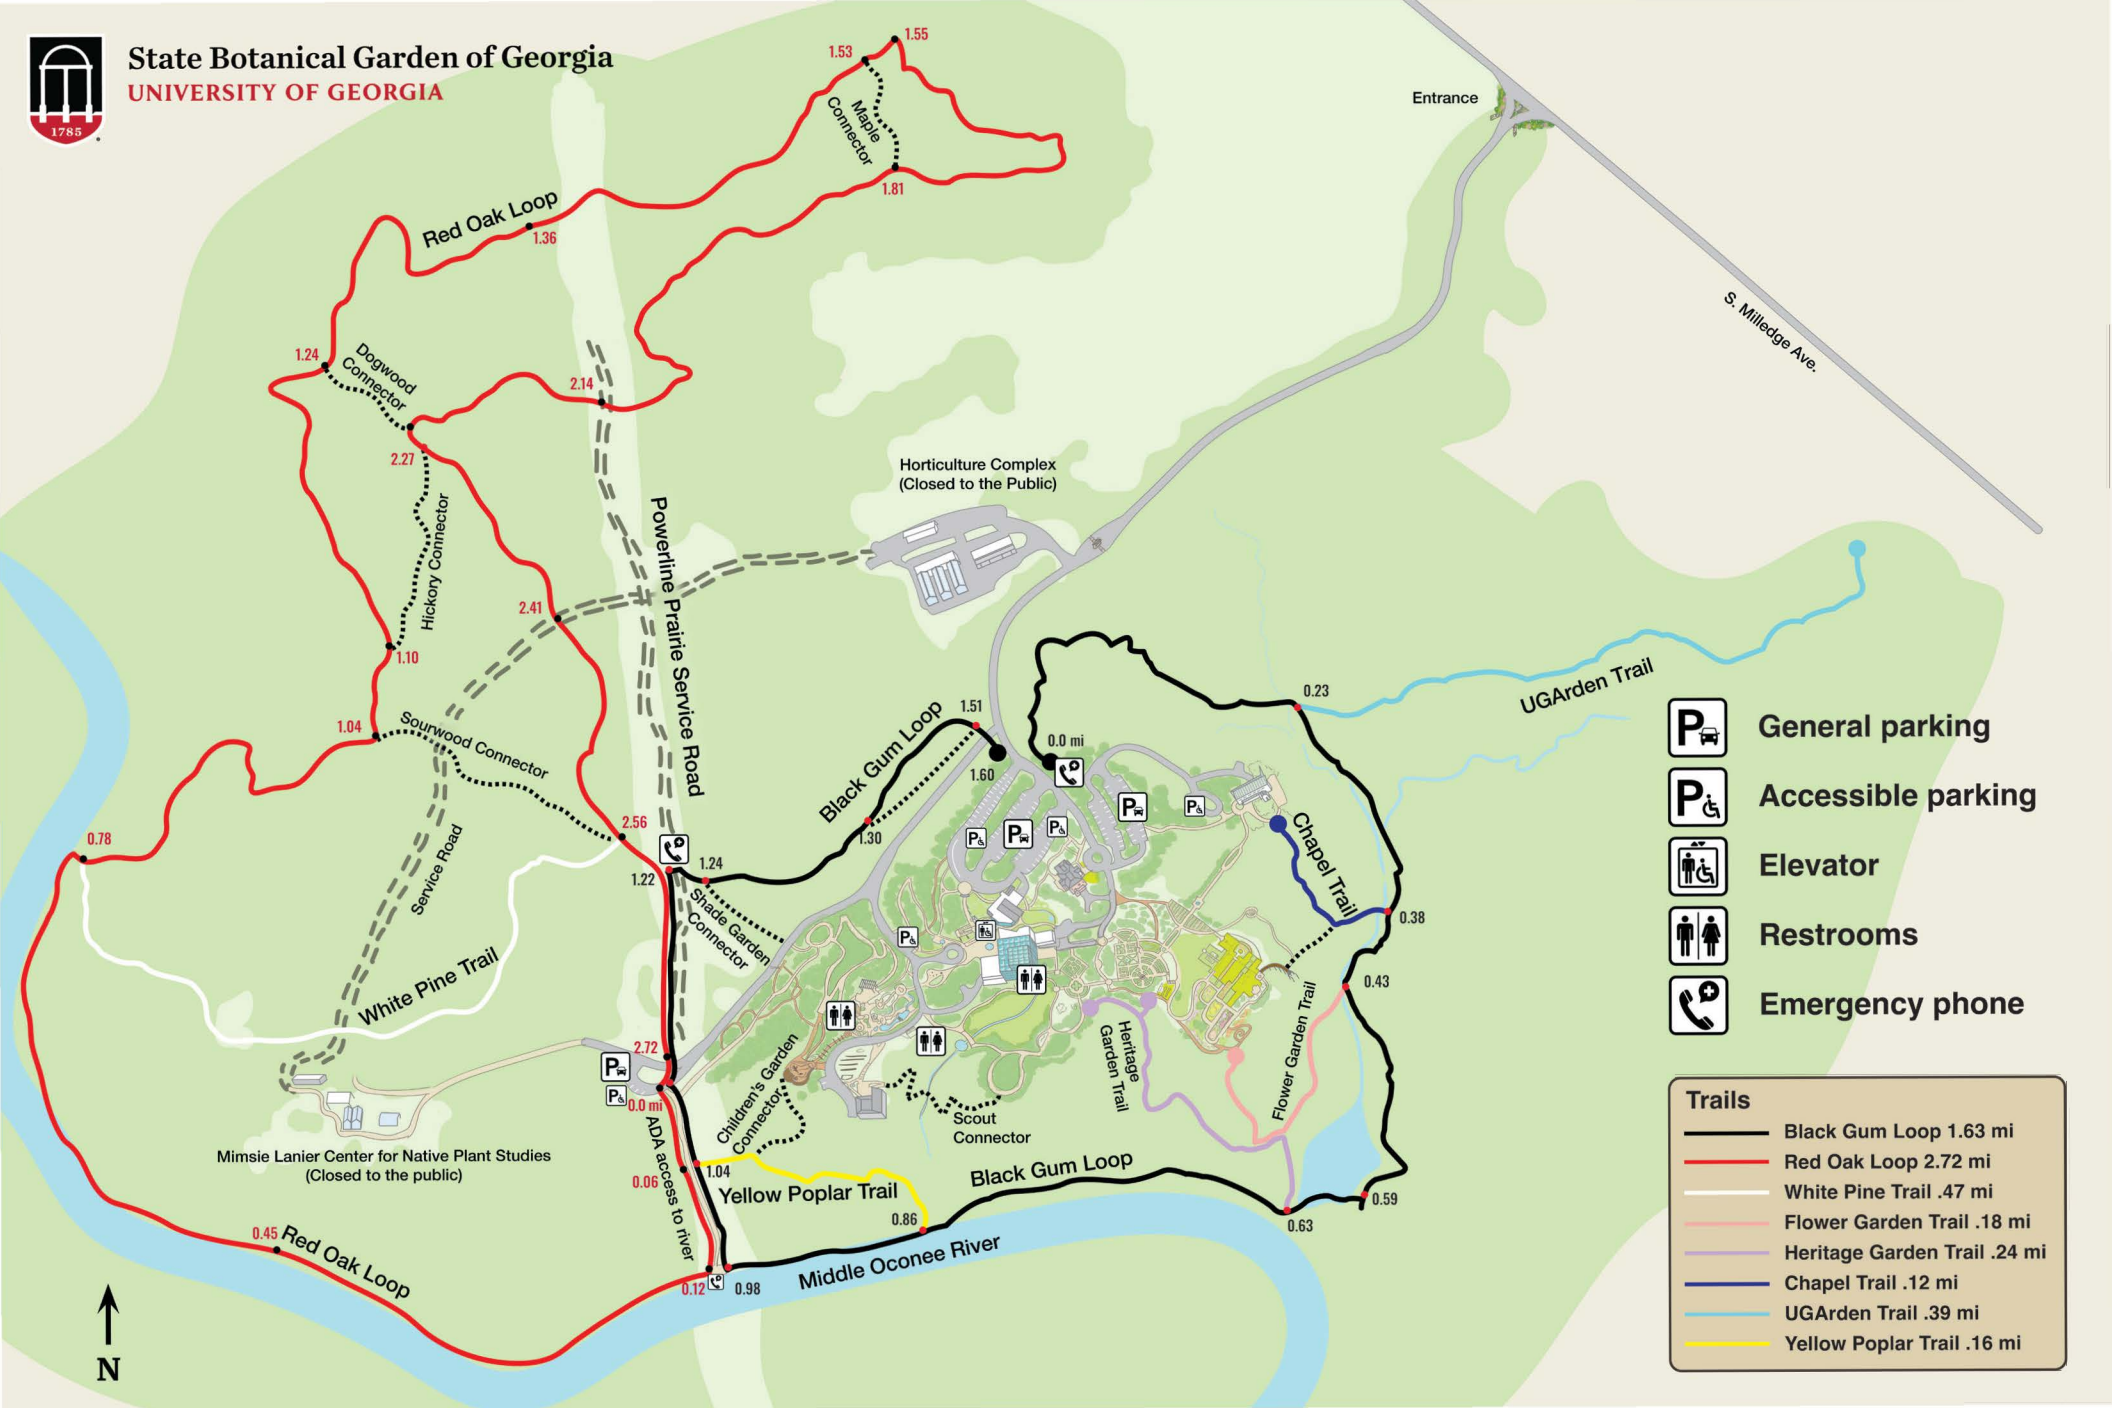 State Botanical Garden of Georgia
UNIVERSITY OF GEORGIA
1785
1.55
1.53
Maple
Connector
1.81
Entrance
Red Oak Loop
1.36
S. Milledge Ave.
1.24
Dogwood
Connector
2.14
2.27
Horticulture Complex
(Closed to the Public)
Hickory Connector
Powerline Prairie Service Road
2.41
1.10
UGArden Trail
0.23
1.04
Sourwood Connector
Black Gum Loop
1.51
0.0 mi
1.60
0.78
2.56
1.30
1.24
1.22
Service Road
Shade Garden
Connector
Chapel Trail
0.38
White Pine Trail
0.43
Flower Garden Trail
Heritage
Garden Trail
2.72
0.0 mi
Children's Garden
Connector
Scout
Connector
Mimsie Lanier Center for Native Plant Studies
(Closed to the public)
ADA access to river
1.04
0.06
Yellow Poplar Trail
Black Gum Loop
0.86
0.59
0.63
0.45
Red Oak Loop
Middle Oconee River
0.12
0.98
N
P
P
P
P
P
P
P
P
P General parking
P Accessible parking
Elevator
Restrooms
Emergency phone
Trails
Black Gum Loop 1.63 mi
Red Oak Loop 2.72 mi
White Pine Trail .47 mi
Flower Garden Trail .18 mi
Heritage Garden Trail .24 mi
Chapel Trail .12 mi
UGArden Trail .39 mi
Yellow Poplar Trail .16 mi